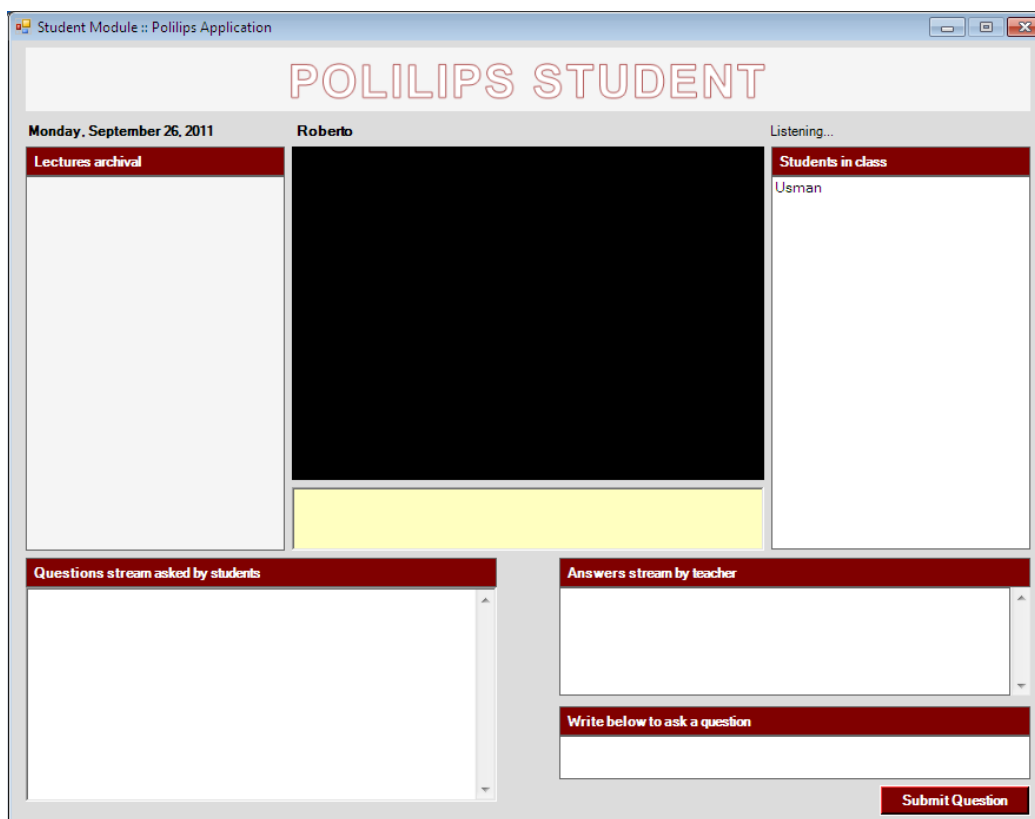 Student Module :: Polilips Application
POLILIPS STUDENT
Monday, September 26, 2011
Roberto
Listening...
Lectures archival
Students in class
Usman
Questions stream asked by students
Answers stream by teacher
Write below to ask a question
Submit Question